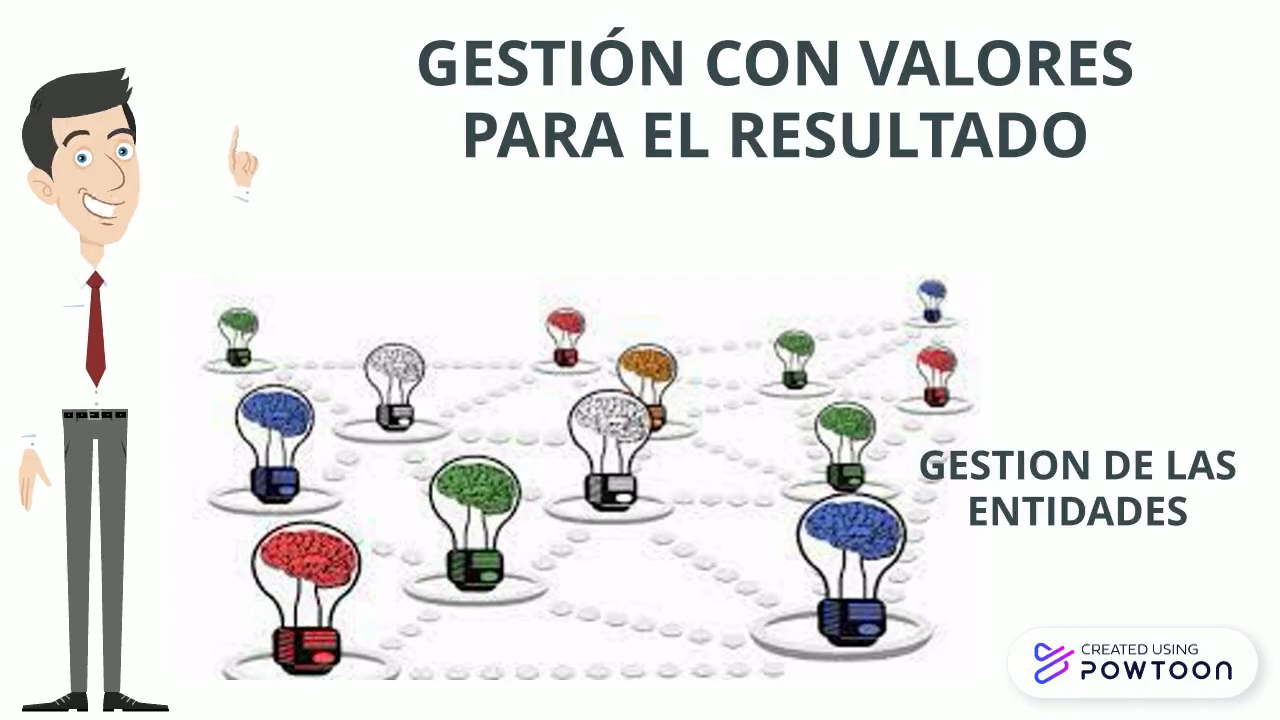 GESTIÓN CON VALORES
PARA EL RESULTADO
GESTION DE LAS
ENTIDADES
CREATED USING
POWTOON